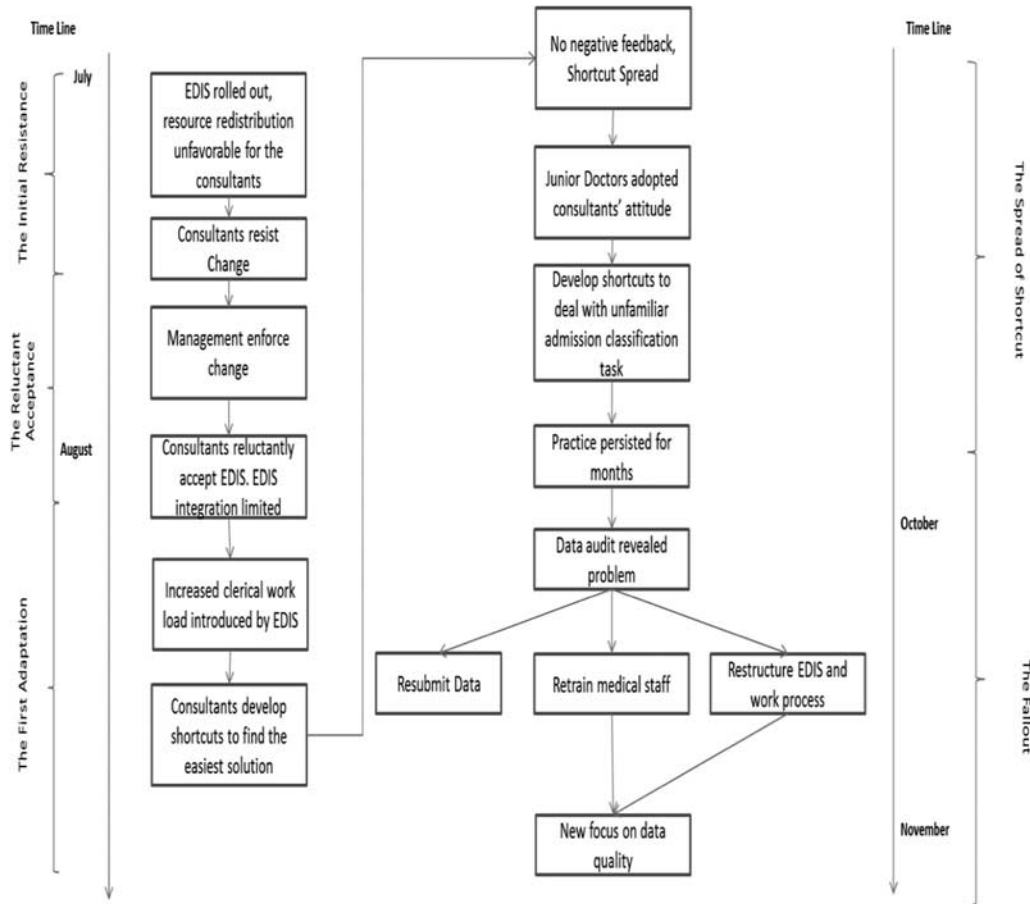 Time Line
July
The Initial Resistance
EDIS rolled out,
resource redistribution
unfavorable for the
consultants
Consultants resist
Change
The Reluctant
Acceptance
Management enforce
change
August
Consultants reluctantly
accept EDIS. EDIS
integration limited
The First Adaptation
Increased clerical work
load introduced by EDIS
Consultants develop
shortcuts to find the
easiest solution
No negative feedback,
Shortcut Spread
Junior Doctors adopted
consultants' attitude
Develop shortcuts to
deal with unfamiliar
admission classification
task
Practice persisted for
months
Data audit revealed
problem
Resubmit Data
Retrain medical staff
Restructure EDIS and
work process
New focus on data
quality
Time Line
The Spread of Shortcut
October
The Fallout
November